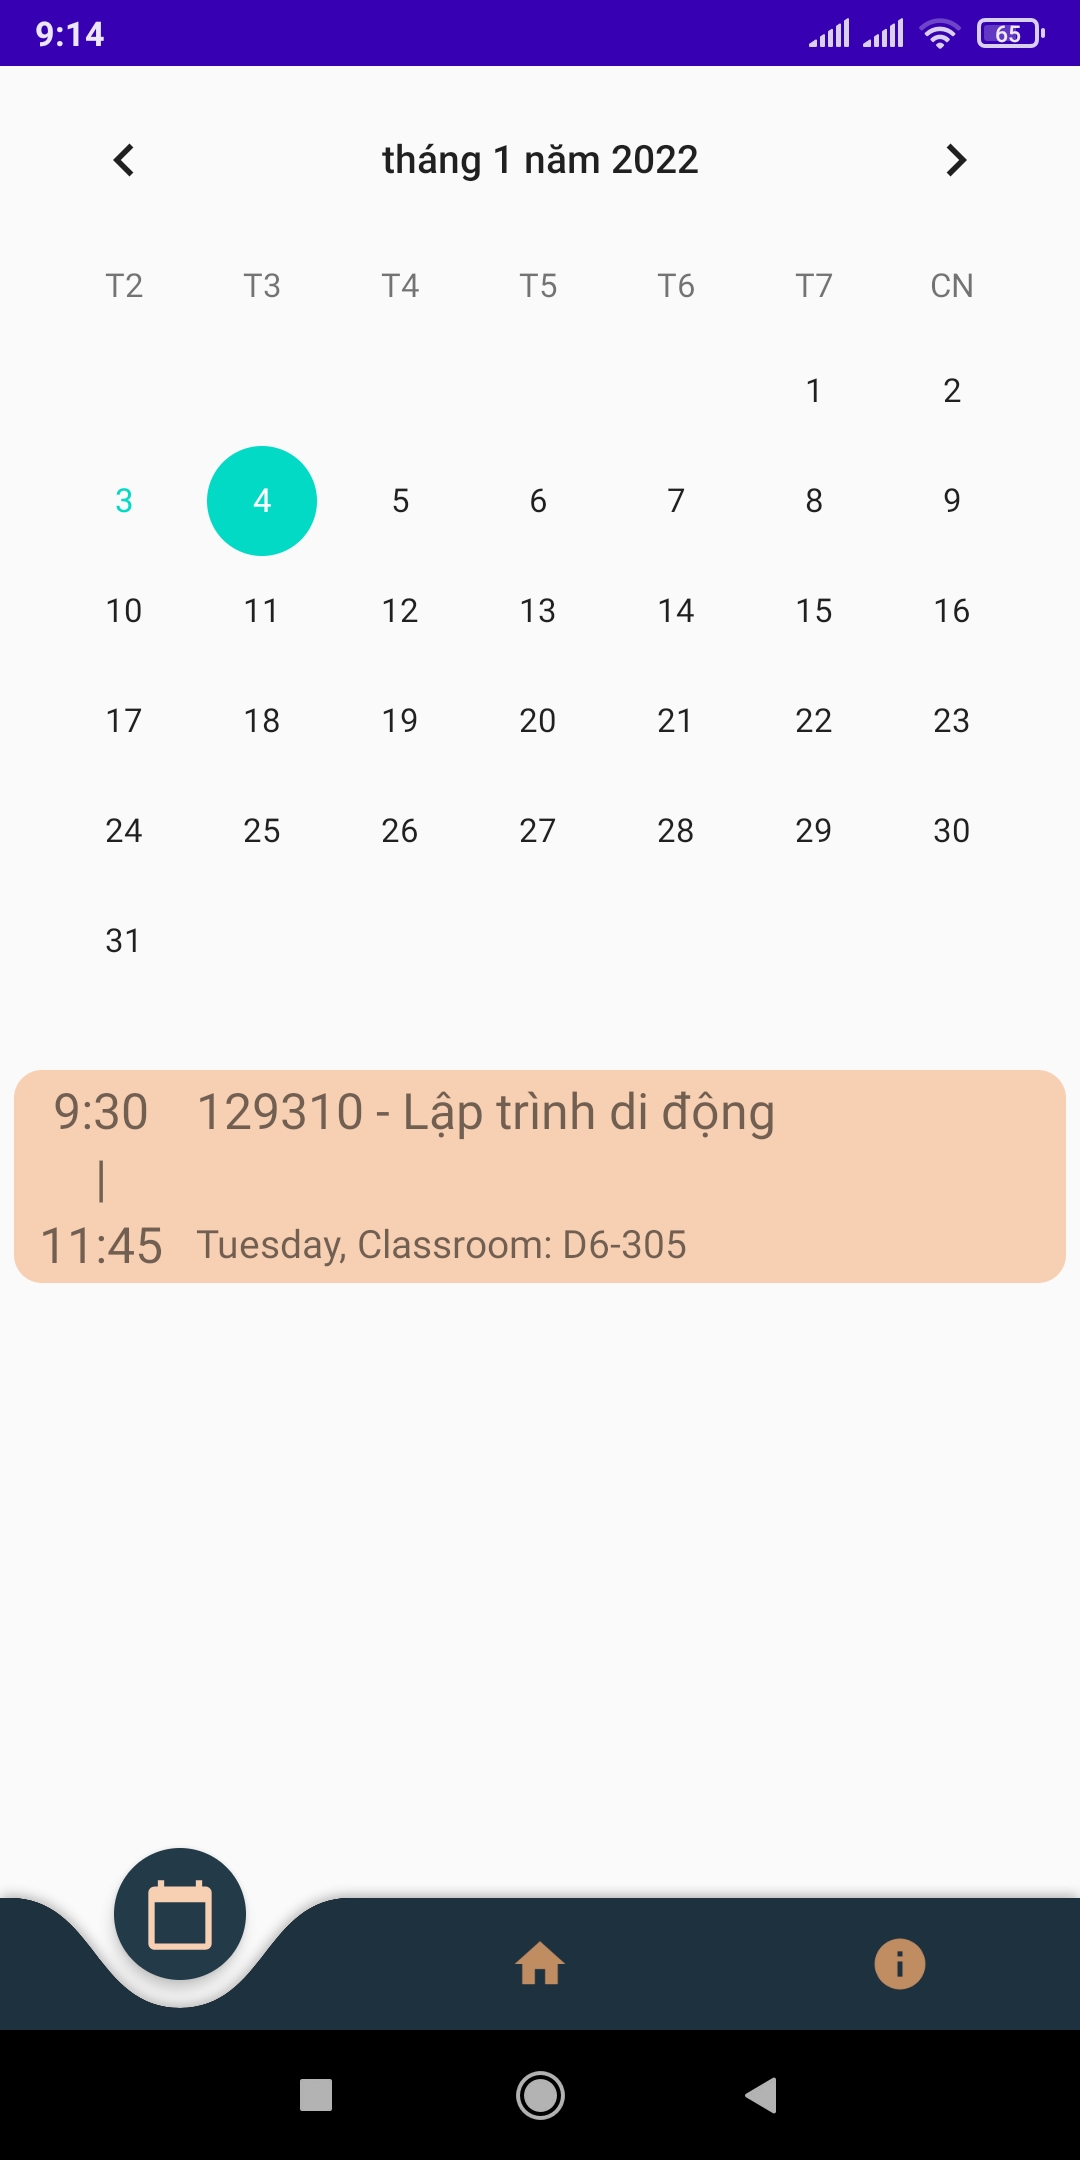 9:14 65
tháng 1 năm 2022
T2 T3 T4 T5 T6 T7 CN
1 2
3 4 5 6 7 8 9
10 11 12 13 14 15 16
17 18 19 20 21 22 23
24 25 26 27 28 29 30
31
9:30 129310 - Lập trình di động
|
11:45 Tuesday, Classroom: D6-305